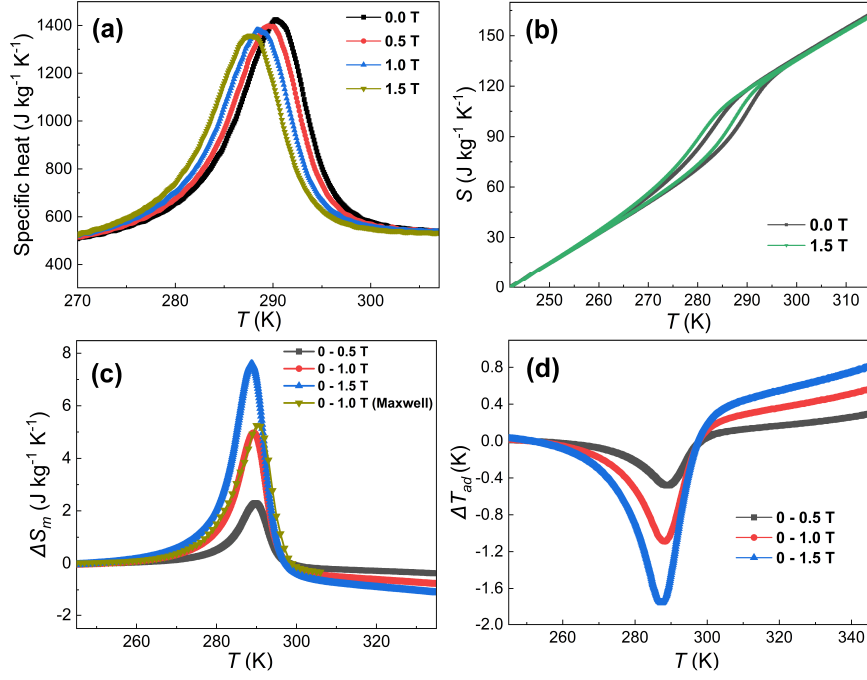 (a)
0.0 T
0.5 T
1.0 T
1.5 T
Specific heat (J kg⁻¹ K⁻¹)
1400
1200
1000
800
600
400
270
280
290
300
T (K)
(b)
0.0 T
1.5 T
S (J kg⁻¹ K⁻¹)
150
120
90
60
30
0
250
260
270
280
290
300
310
T (K)
(c)
0 - 0.5 T
0 - 1.0 T
0 - 1.5 T
0 - 1.0 T (Maxwell)
ΔSm (J kg⁻¹ K⁻¹)
8
6
4
2
0
-2
260
280
300
320
T (K)
(d)
0 - 0.5 T
0 - 1.0 T
0 - 1.5 T
ΔTad (K)
0.8
0.4
0.0
-0.4
-0.8
-1.2
-1.6
-2.0
260
280
300
320
340
T (K)